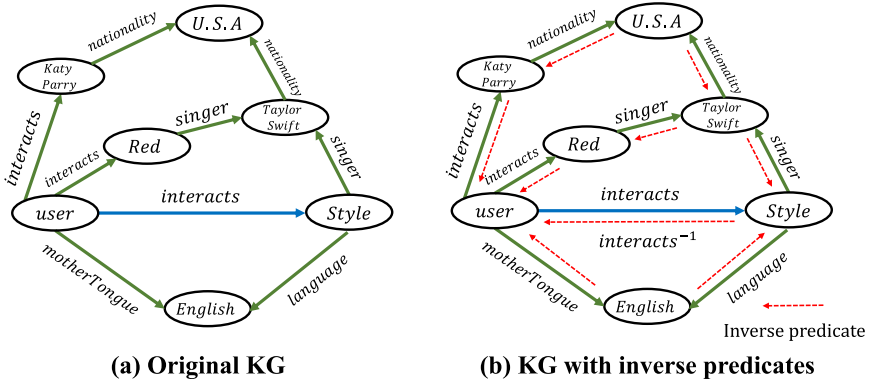 U.S.A
nationality
nationality
Katy
Parry
singer
Taylor
Swift
interacts
Red
interacts
singer
interacts
user
Style
motherTongue
language
English
(a) Original KG
U.S.A
nationality
nationality
Katy
Parry
singer
Taylor
Swift
interacts
Red
interacts
singer
interacts
user
Style
interacts⁻¹
motherTongue
language
English
Inverse predicate
(b) KG with inverse predicates